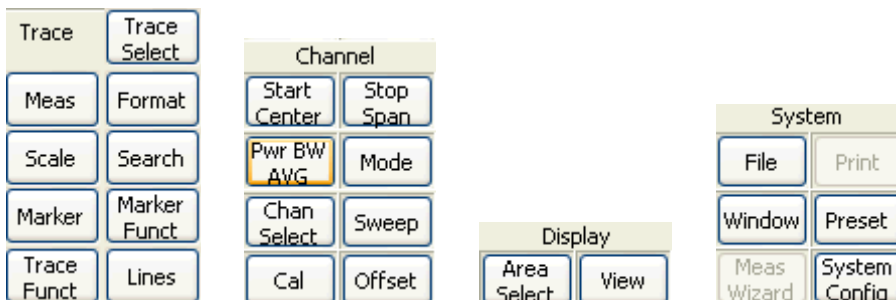 Trace
Trace
Select
Meas
Format
Scale
Search
Marker
Marker
Funct
Trace
Funct
Lines
Channel
Start
Center
Stop
Span
Pwr BW
AVG
Mode
Chan
Select
Sweep
Cal
Offset
Display
Area
Select
View
System
File
Print
Window
Preset
Meas
Wizard
System
Config